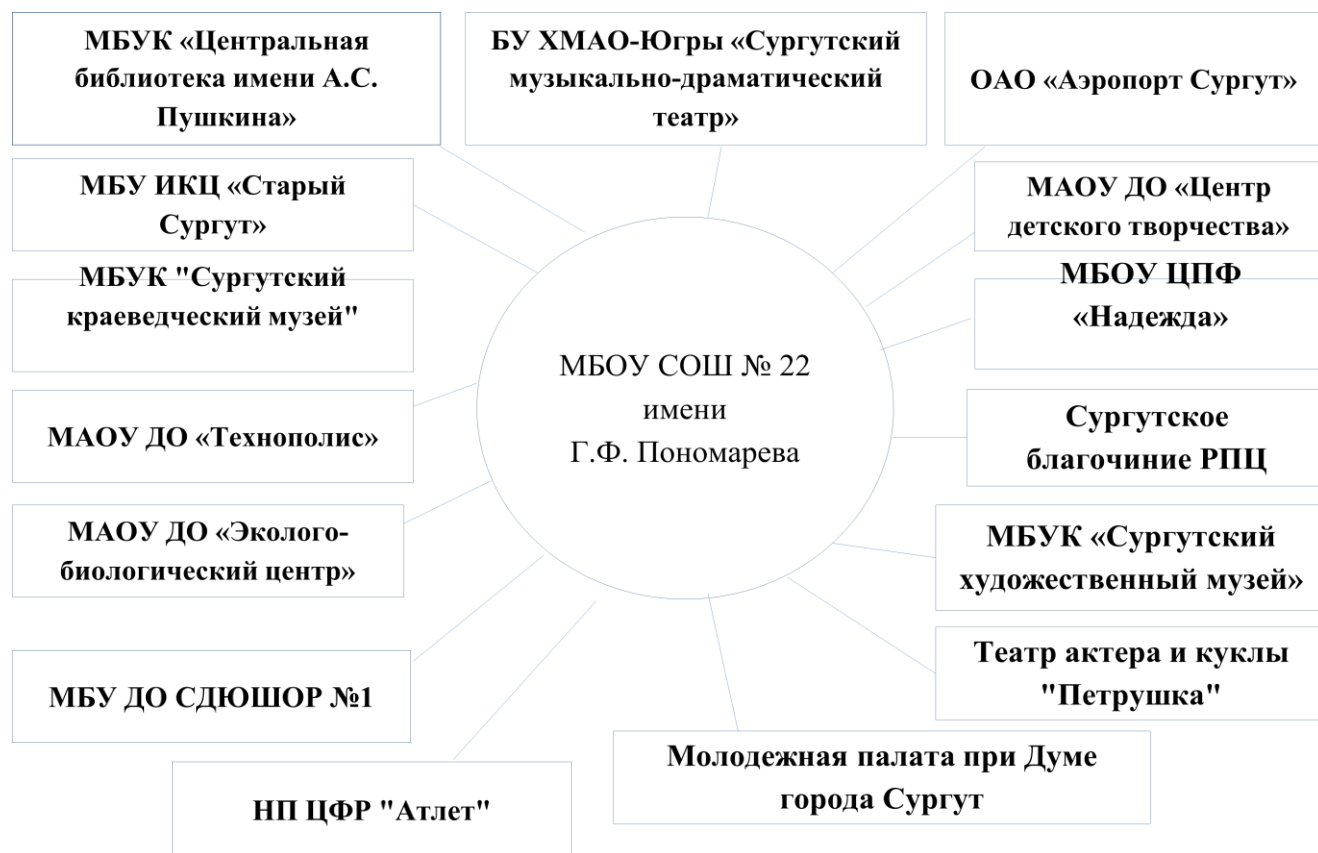 МБУК «Центральная
библиотека имени А.С.
Пушкина»
БУ ХМАО-Югры «Сургутский
музыкально-драматический
театр»
ОАО «Аэропорт Сургут»
МБУ ИКЦ «Старый
Сургут»
МАОУ ДО «Центр
детского творчества»
МБУК "Сургутский
краеведческий музей"
МБОУ ЦПФ
«Надежда»
МБОУ СОШ № 22
имени
Г.Ф. Пономарева
МАОУ ДО «Технополис»
Сургутское
благочиние РПЦ
МАОУ ДО «Эколого-
биологический центр»
МБУК «Сургутский
художественный музей»
МБУ ДО СДЮШОР №1
Театр актера и куклы
"Петрушка"
НП ЦФР "Атлет"
Молодежная палата при Думе
города Сургут